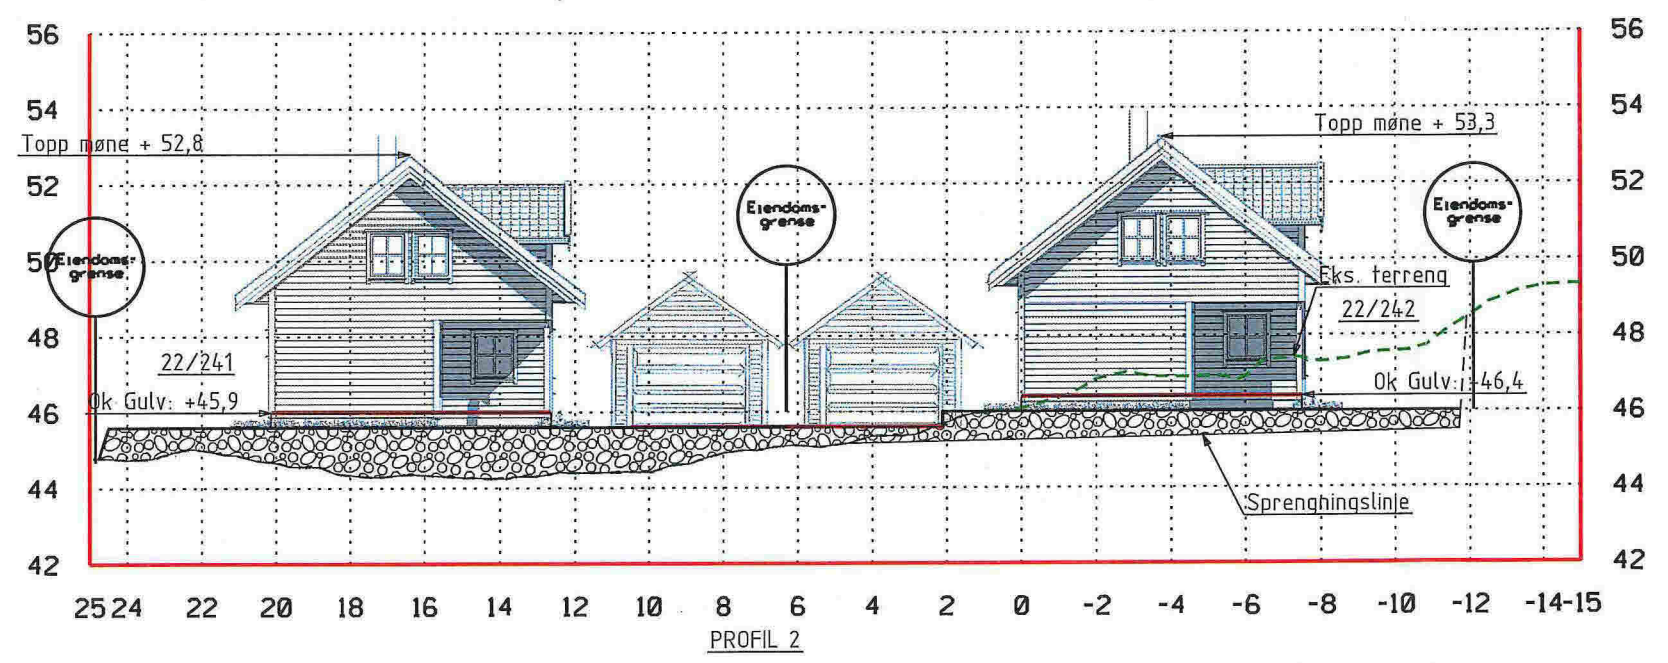 56
54
52
50
48
46
44
42
Topp møne + 52,8
Eiendoms-
grense
22/241
Ok Gulv: +45,9
Eiendoms-
grense
Topp møne + 53,3
Eiendoms-
grense
Eks. terreng
22/242
Ok Gulv: +46,4
Sprenghingslinje
56
54
52
50
48
46
44
42
25 24 22 20 18 16 14 12 10 8 6 4 2 0 -2 -4 -6 -8 -10 -12 -14 -15
PROFIL 2